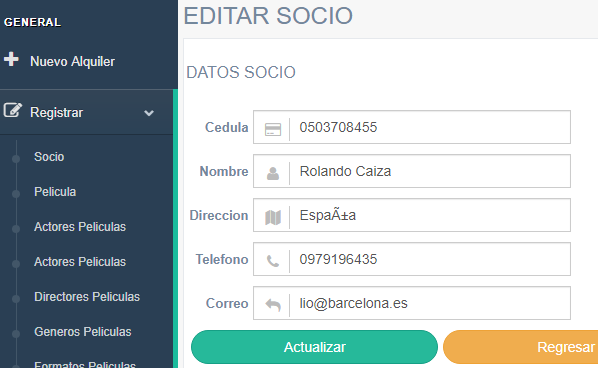 GENERAL
Nuevo Alquiler
Registrar
Socio
Pelicula
Actores Peliculas
Actores Peliculas
Directores Peliculas
Generos Peliculas
Formatos Peliculas
EDITAR SOCIO
DATOS SOCIO
Cedula 0503708455
Nombre Rolando Caiza
Direccion EspaÃ±a
Telefono 0979196435
Correo lio@barcelona.es
Actualizar Regresar